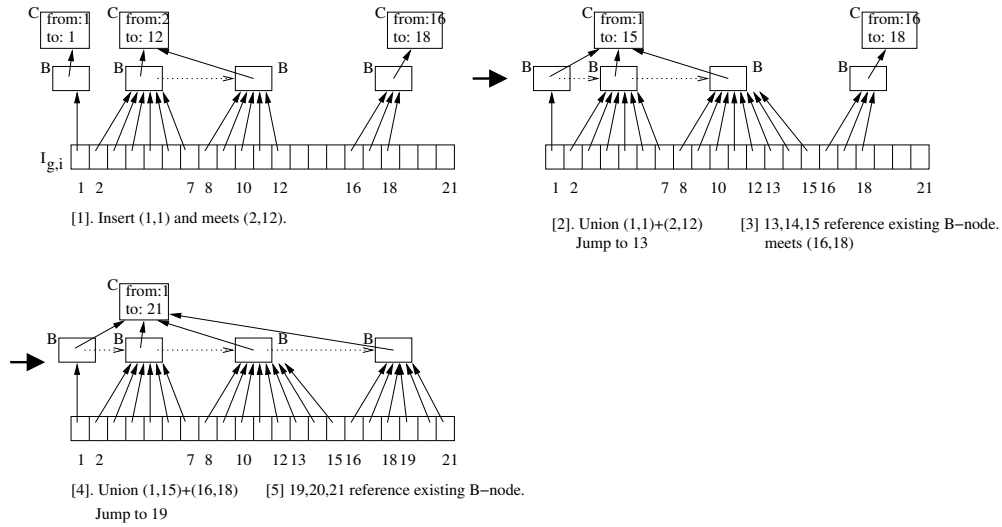 C from:1 C from:2 from:16
to: 1 to: 12 C to: 18
B B B B
I g,i
1 2 7 8 10 12 16 18 21
[1]. Insert (1,1) and meets (2,12).
C from:1 from:16
to: 15 C to: 18
B B B B
1 2 7 8 10 12 13 15 16 18 21
[2]. Union (1,1)+(2,12) [3] 13,14,15 reference existing B−node.
Jump to 13 meets (16,18)
C from:1
to: 21
B B B B
1 2 7 8 10 12 13 15 16 18 19 21
[4]. Union (1,15)+(16,18) [5] 19,20,21 reference existing B−node.
Jump to 19